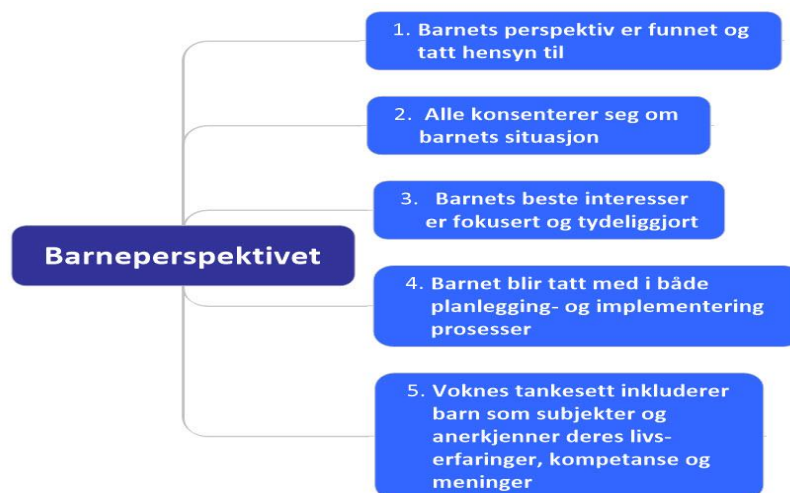 1. Barnets perspektiv er funnet og
tatt hensyn til
2. Alle konsenterer seg om
barnets situasjon
3. Barnets beste interesser
er fokusert og tydeliggjort
Barneperspektivet
4. Barnet blir tatt med i både
planlegging- og implementering
prosesser
5. Voknes tankesett inkluderer
barn som subjekter og
anerkjenner deres livs-
erfaringer, kompetanse og
meninger